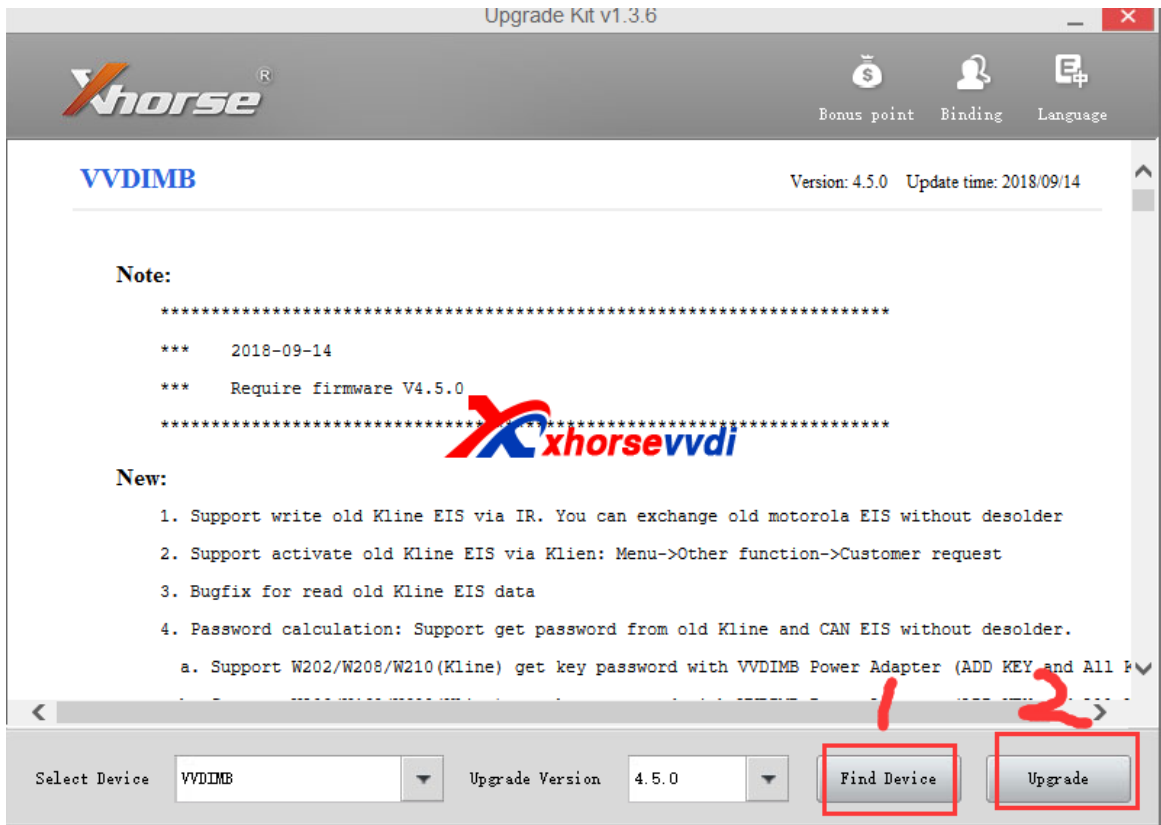 Upgrade Kit v1.3.6
Xhorse®
Bonus point Binding Language
VVDIMB
Version: 4.5.0 Update time: 2018/09/14
Note:
************************************************************************
*** 2018-09-14
*** Require firmware V4.5.0
************************************************************************
xhorsevvdi
New:
1. Support write old Kline EIS via IR. You can exchange old motorola EIS without desolder
2. Support activate old Kline EIS via Klien: Menu->Other function->Customer request
3. Bugfix for read old Kline EIS data
4. Password calculation: Support get password from old Kline and CAN EIS without desolder.
a. Support W202/W208/W210(Kline) get key password with VVDIMB Power Adapter (ADD KEY and All
1 2
Select Device VVDIMB Upgrade Version 4.5.0 Find Device Upgrade